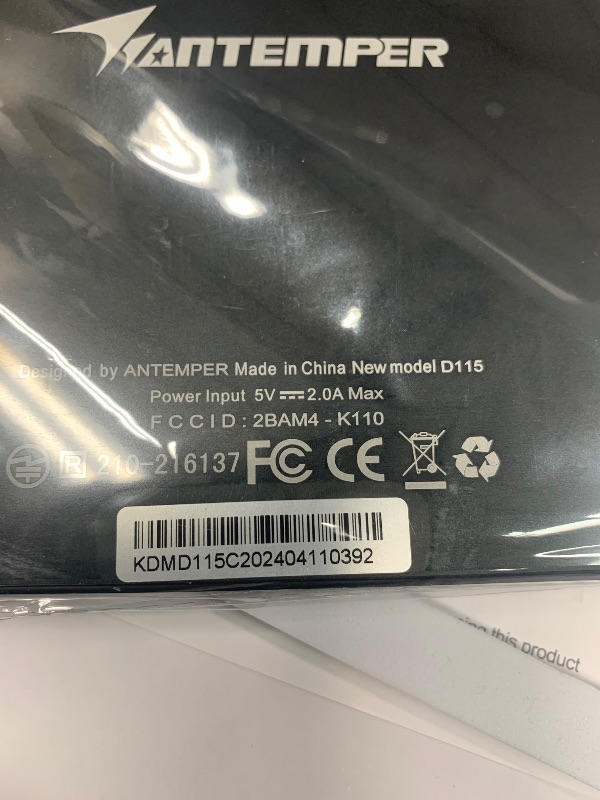 ANTEMPER
Designed by ANTEMPER Made in China New model D115
Power Input 5V⎓2.0A Max
FCCID: 2BAM4-K110
R 210-216137 FC CE
KDMD115C202404110392
this product